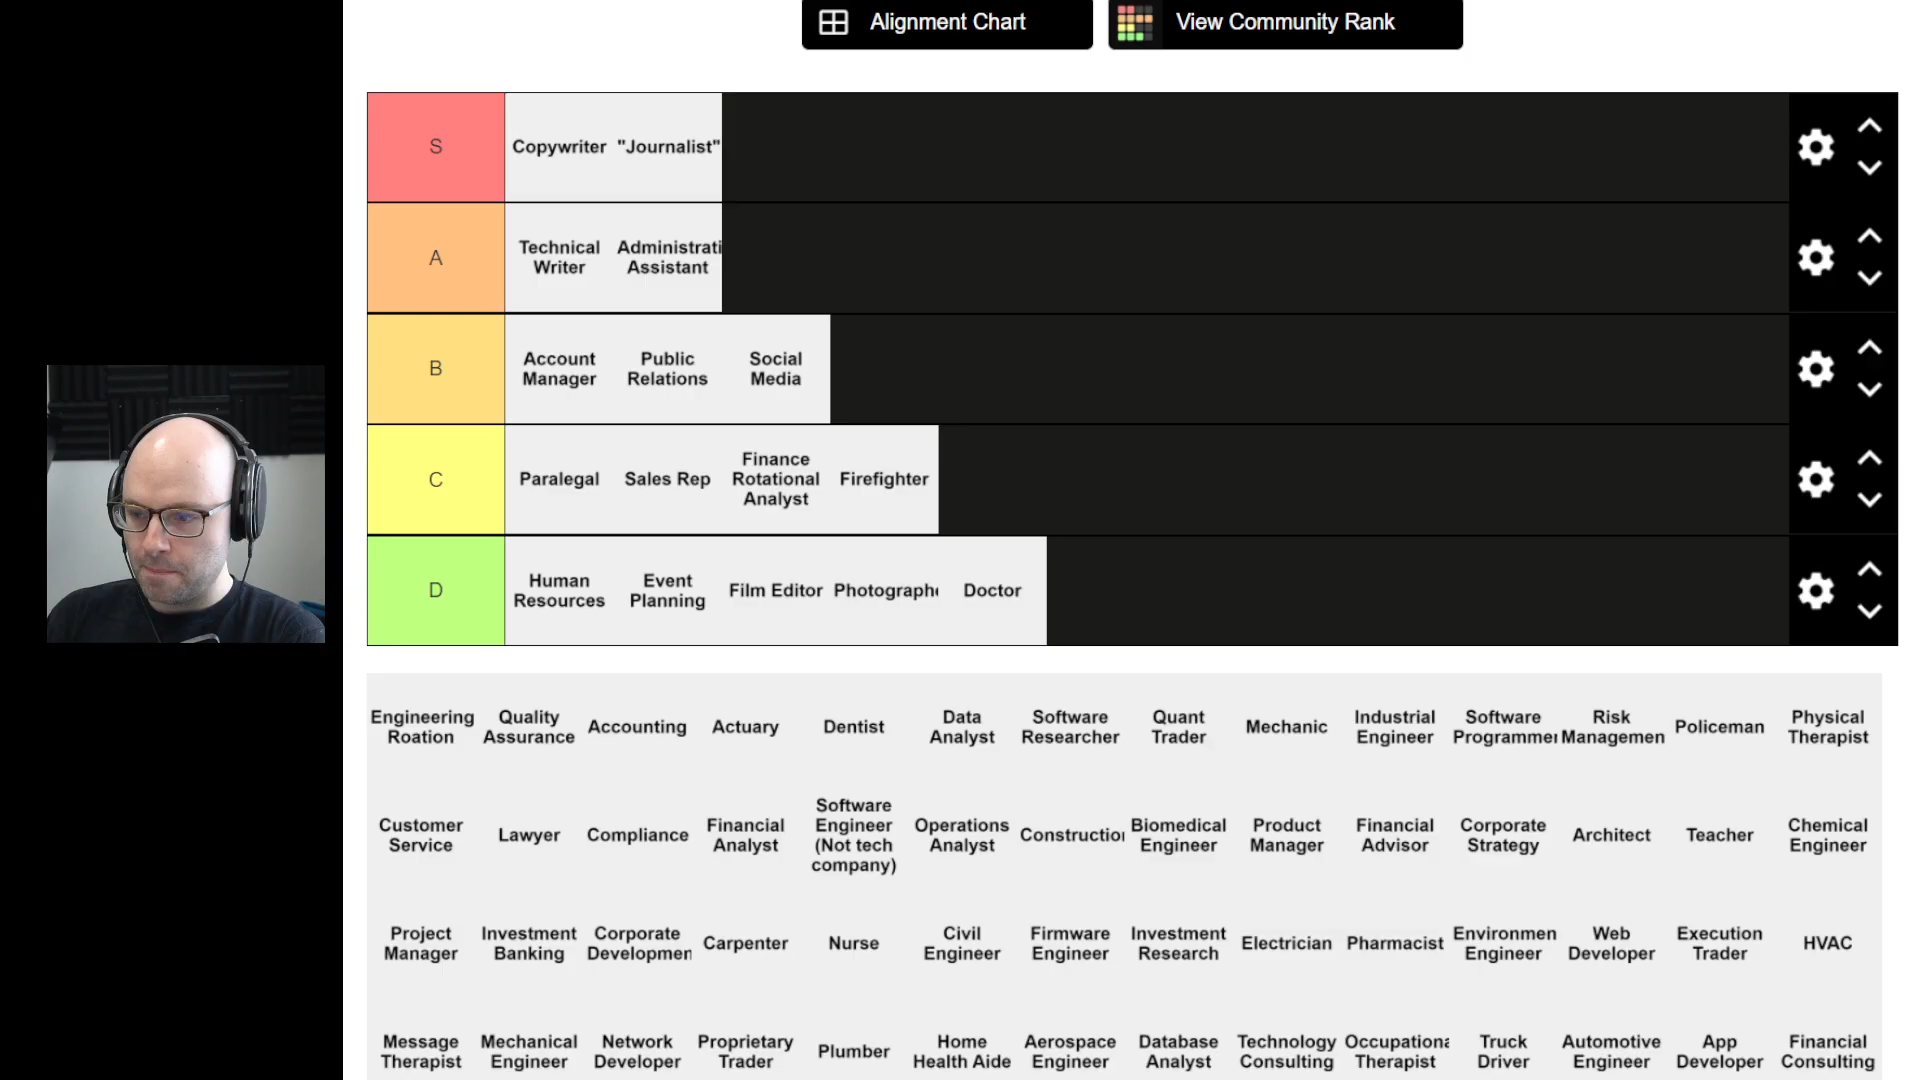 Alignment Chart
View Community Rank
S
Copywriter
"Journalist"
A
Technical
Writer
Administrati
Assistant
B
Account
Manager
Public
Relations
Social
Media
C
Paralegal
Sales Rep
Finance
Rotational
Analyst
Firefighter
D
Human
Resources
Event
Planning
Film Editor
Photograph
Doctor
Engineering
Roation
Quality
Assurance
Accounting
Actuary
Dentist
Data
Analyst
Software
Researcher
Quant
Trader
Mechanic
Industrial
Engineer
Software
Programmer
Risk
Managemen
Policeman
Physical
Therapist
Customer
Service
Lawyer
Compliance
Financial
Analyst
Software
Engineer
(Not tech
company)
Operations
Analyst
Construction
Biomedical
Engineer
Product
Manager
Financial
Advisor
Corporate
Strategy
Architect
Teacher
Chemical
Engineer
Project
Manager
Investment
Banking
Corporate
Developmen
Carpenter
Nurse
Civil
Engineer
Firmware
Engineer
Investment
Research
Electrician
Pharmacist
Environmen
Engineer
Web
Developer
Execution
Trader
HVAC
Message
Therapist
Mechanical
Engineer
Network
Developer
Proprietary
Trader
Plumber
Home
Health Aide
Aerospace
Engineer
Database
Analyst
Technology
Consulting
Occupationa
Therapist
Truck
Driver
Automotive
Engineer
App
Developer
Financial
Consulting